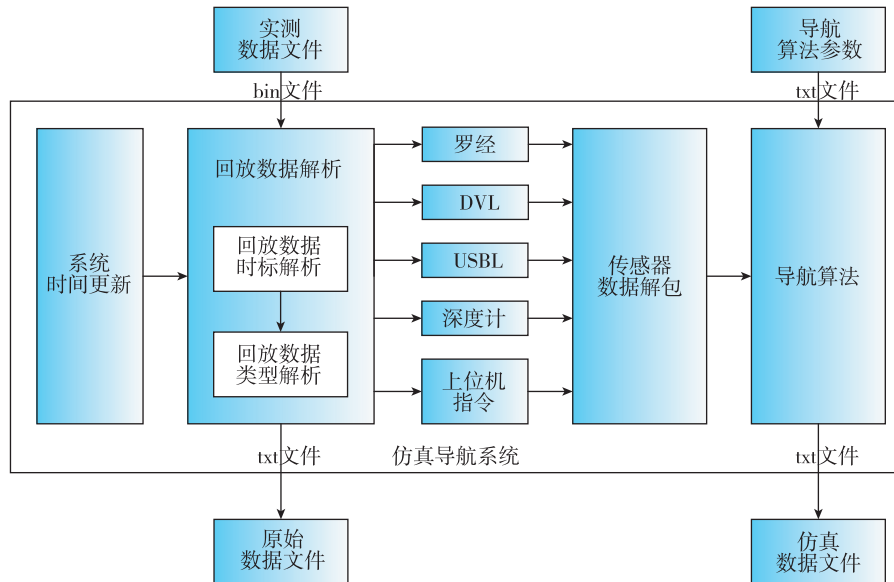 实测
数据文件
导航
算法参数
bin文件
txt文件
系统
时间更新
回放数据解析
回放数据
时标解析
回放数据
类型解析
罗经
DVL
USBL
深度计
上位机
指令
传感器
数据解包
导航算法
txt文件
仿真导航系统
txt文件
原始
数据文件
仿真
数据文件